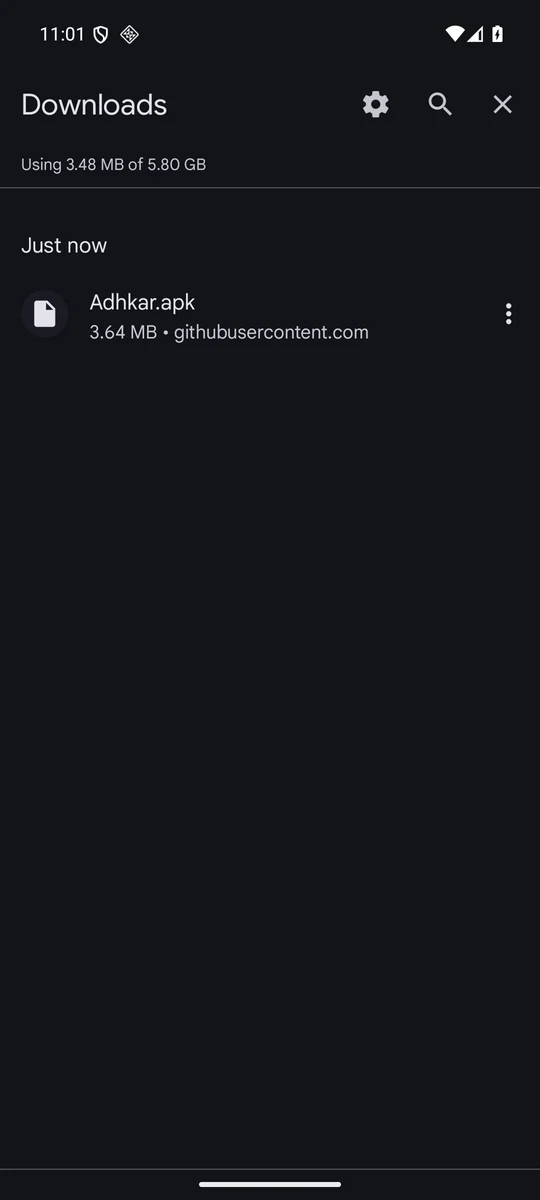 11:01
Downloads
Using 3.48 MB of 5.80 GB
Just now
Adhkar.apk
3.64 MB • githubusercontent.com